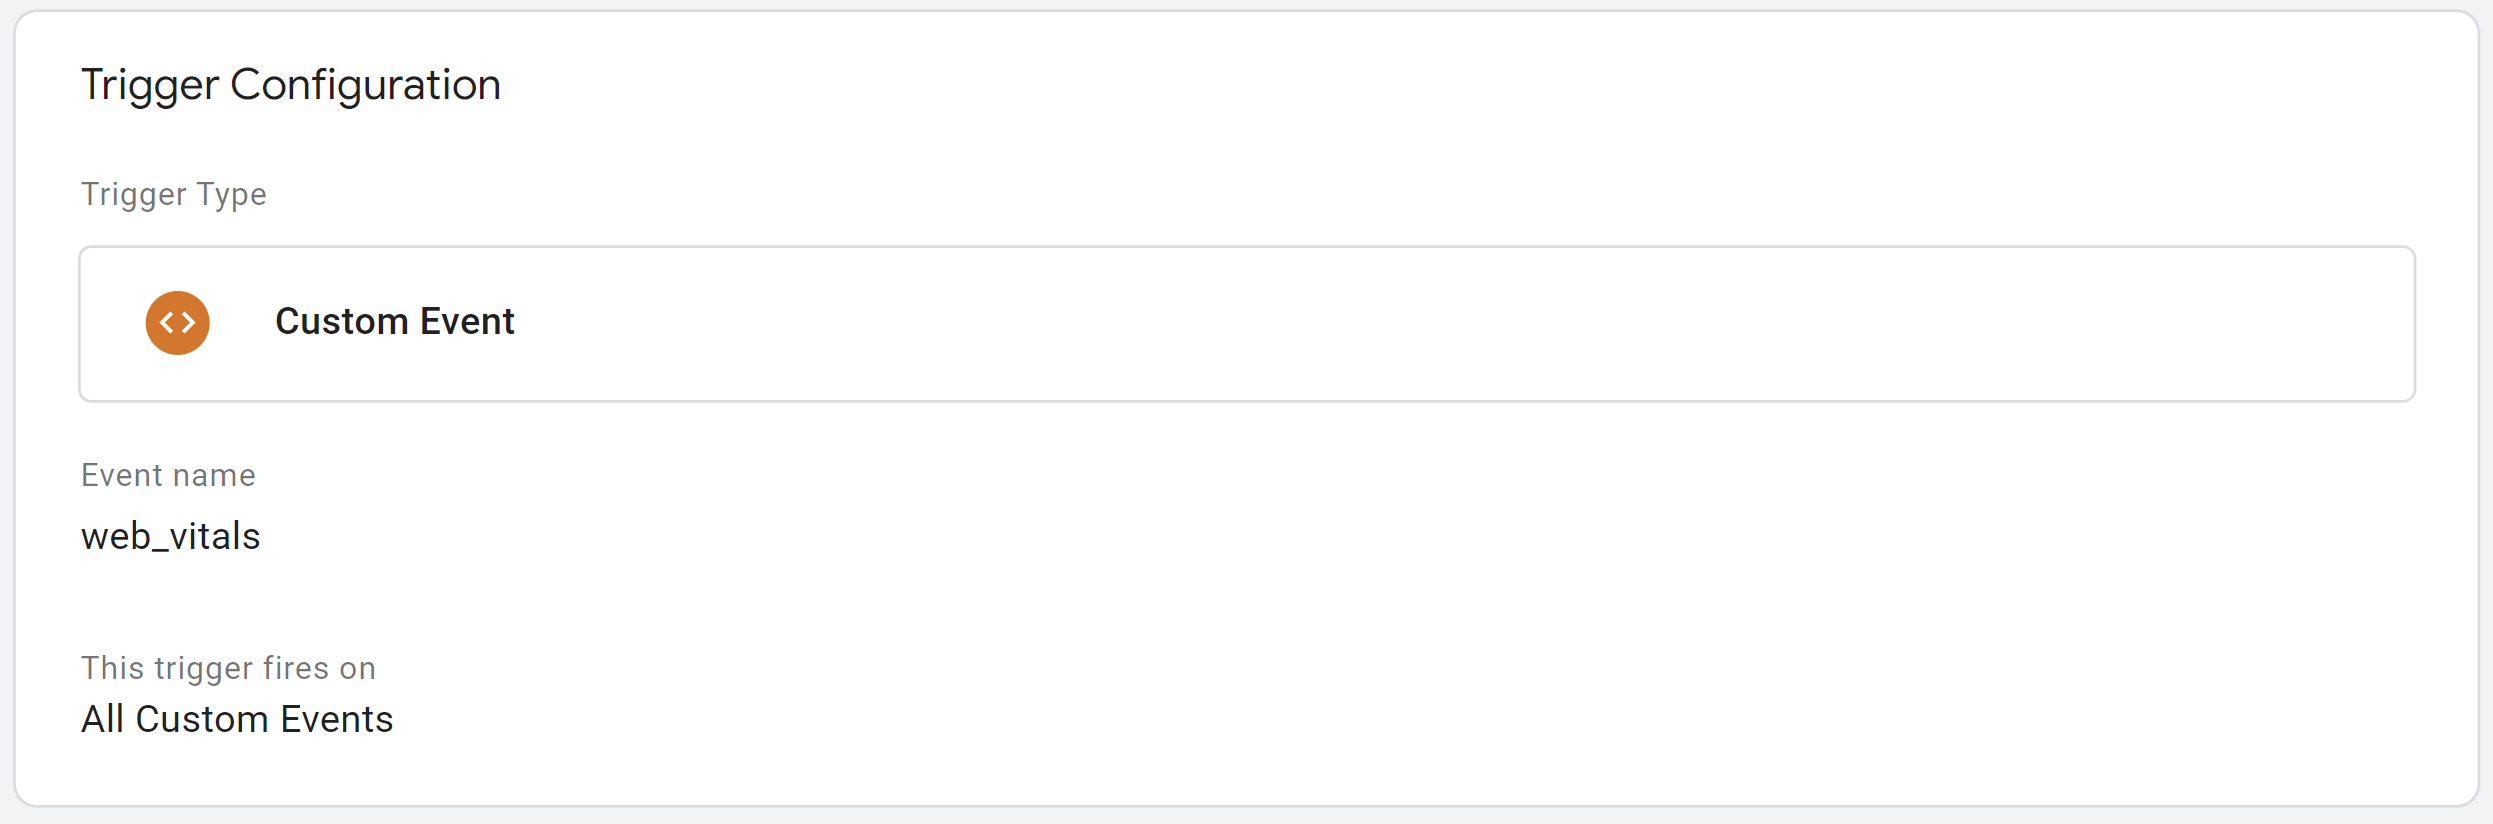 Trigger Configuration
Trigger Type
Custom Event
Event name
web_vitals
This trigger fires on
All Custom Events